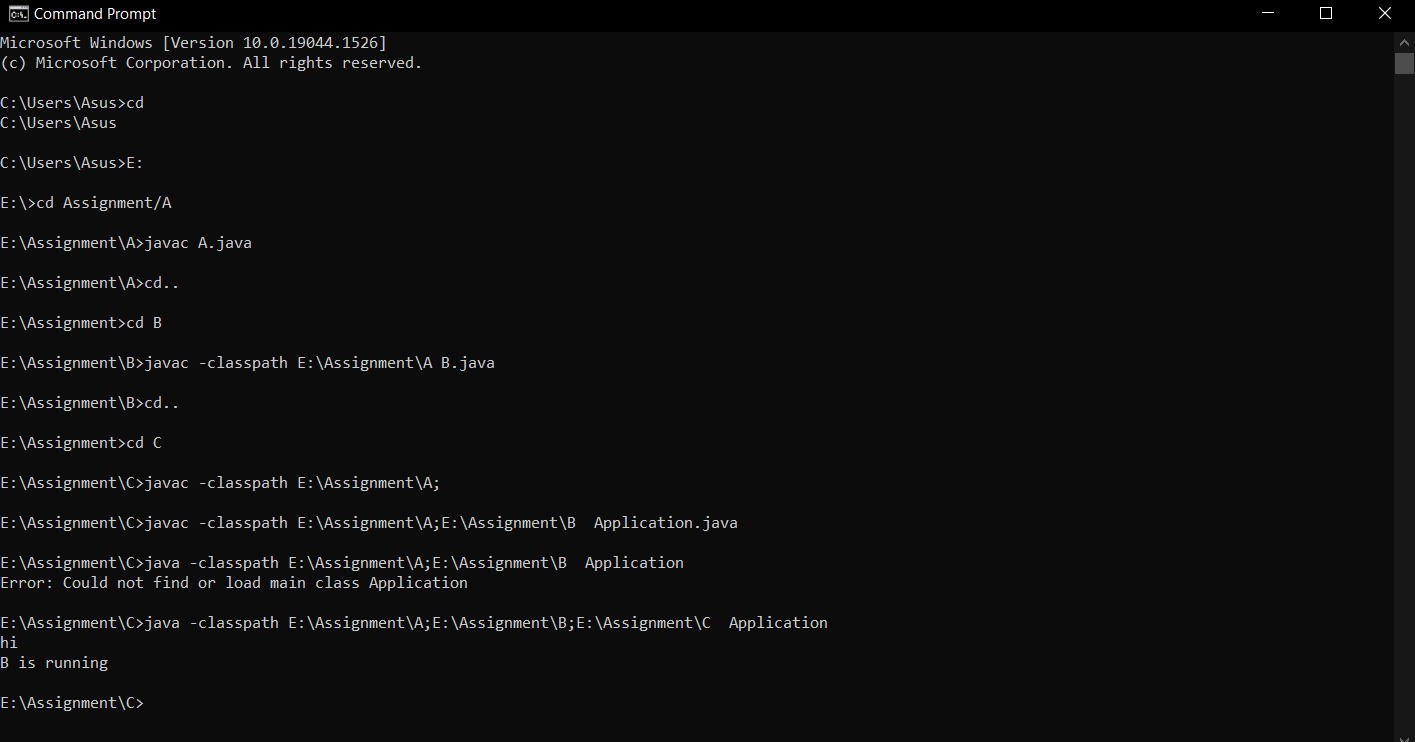 Command Prompt
Microsoft Windows [Version 10.0.19044.1526]
(c) Microsoft Corporation. All rights reserved.
C:\Users\Asus>cd
C:\Users\Asus
C:\Users\Asus>E:
E:\>cd Assignment/A
E:\Assignment\A>javac A.java
E:\Assignment\A>cd..
E:\Assignment>cd B
E:\Assignment\B>javac -classpath E:\Assignment\A B.java
E:\Assignment\B>cd..
E:\Assignment>cd C
E:\Assignment\C>javac -classpath E:\Assignment\A;
E:\Assignment\C>javac -classpath E:\Assignment\A;E:\Assignment\B  Application.java
E:\Assignment\C>java -classpath E:\Assignment\A;E:\Assignment\B  Application
Error: Could not find or load main class Application
E:\Assignment\C>java -classpath E:\Assignment\A;E:\Assignment\B;E:\Assignment\C  Application
hi
B is running
E:\Assignment\C>